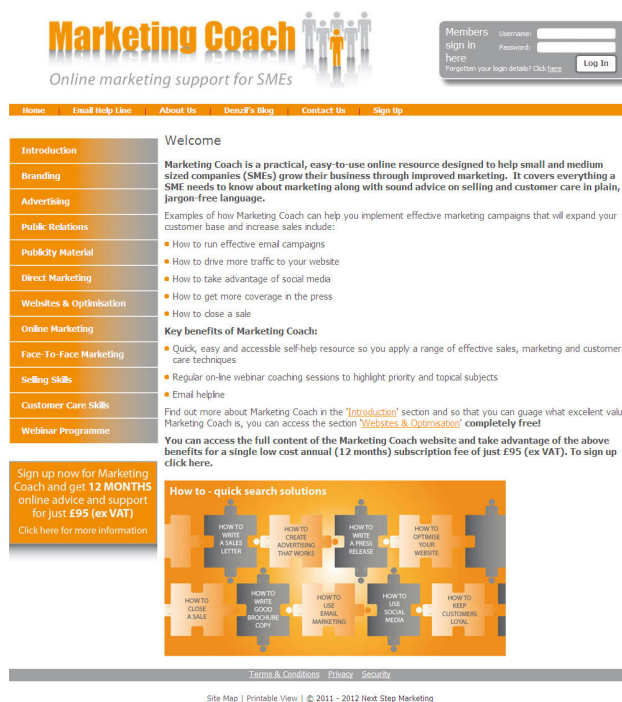 Marketing Coach
Online marketing support for SMEs
Members
sign in
here
Username:
Password:
Forgotten your login details? Click here
Log In
Home | Email Help Line | About Us | Denzil's Blog | Contact Us | Sign Up
Introduction
Branding
Advertising
Public Relations
Publicity Material
Direct Marketing
Websites & Optimisation
Online Marketing
Face-To-Face Marketing
Selling Skills
Customer Care Skills
Webinar Programme
Sign up now for Marketing
Coach and get 12 MONTHS
online advice and support
for just £95 (ex VAT)
Click here for more information
Welcome
Marketing Coach is a practical, easy-to-use online resource designed to help small and medium
sized companies (SMEs) grow their business through improved marketing. It covers everything a
SME needs to know about marketing along with sound advice on selling and customer care in plain,
jargon-free language.
Examples of how Marketing Coach can help you implement effective marketing campaigns that will expand your
customer base and increase sales include:
How to run effective email campaigns
How to drive more traffic to your website
How to take advantage of social media
How to get more coverage in the press
How to close a sale
Key benefits of Marketing Coach:
Quick, easy and accessible self-help resource so you apply a range of effective sales, marketing and customer
care techniques
Regular on-line webinar coaching sessions to highlight priority and topical subjects
Email helpline
Find out more about Marketing Coach in the 'Introduction' section and so that you can guage what excellent valu
Marketing Coach is, you can access the section 'Websites & Optimisation' completely free!
You can access the full content of the Marketing Coach website and take advantage of the above
benefits for a single low cost annual (12 months) subscription fee of just £95 (ex VAT). To sign up
click here.
How to - quick search solutions
HOW TO
WRITE
A SALES
LETTER
HOW TO
CREATE
ADVERTISING
THAT WORKS
HOW TO
WRITE
A PRESS
RELEASE
HOW TO
OPTIMISE
YOUR
WEBSITE
HOW TO
CLOSE
A SALE
HOW TO
WRITE
GOOD
BROCHURE
COPY
HOW TO
USE
EMAIL
MARKETING
HOW TO
USE
SOCIAL
MEDIA
HOW TO
KEEP
CUSTOMERS
LOYAL
Terms & Conditions Privacy Security
Site Map | Printable View | © 2011 - 2012 Next Step Marketing